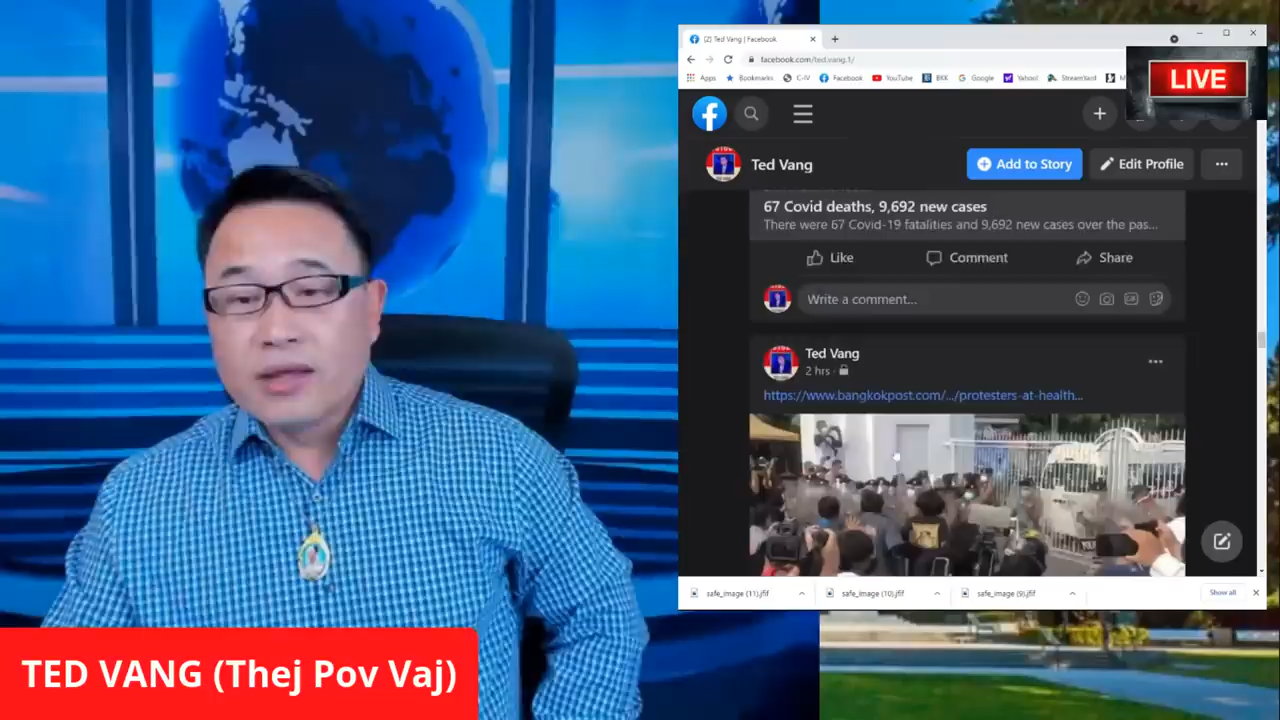 (2) Ted Vang | Facebook
facebook.com/ted.vang.1/
Apps
Bookmarks
C-IV
Facebook
YouTube
BKK
Google
Yahoo!
StreamYard
LIVE
Ted Vang
Add to Story
Edit Profile
67 Covid deaths, 9,692 new cases
There were 67 Covid-19 fatalities and 9,692 new cases over the pas...
Like
Comment
Share
Write a comment...
Ted Vang
2 hrs ·
https://www.bangkokpost.com/.../protesters-at-health...
safe_image (11).jfif
safe_image (10).jfif
safe_image (9).jfif
Show all
TED VANG (Thej Pov Vaj)